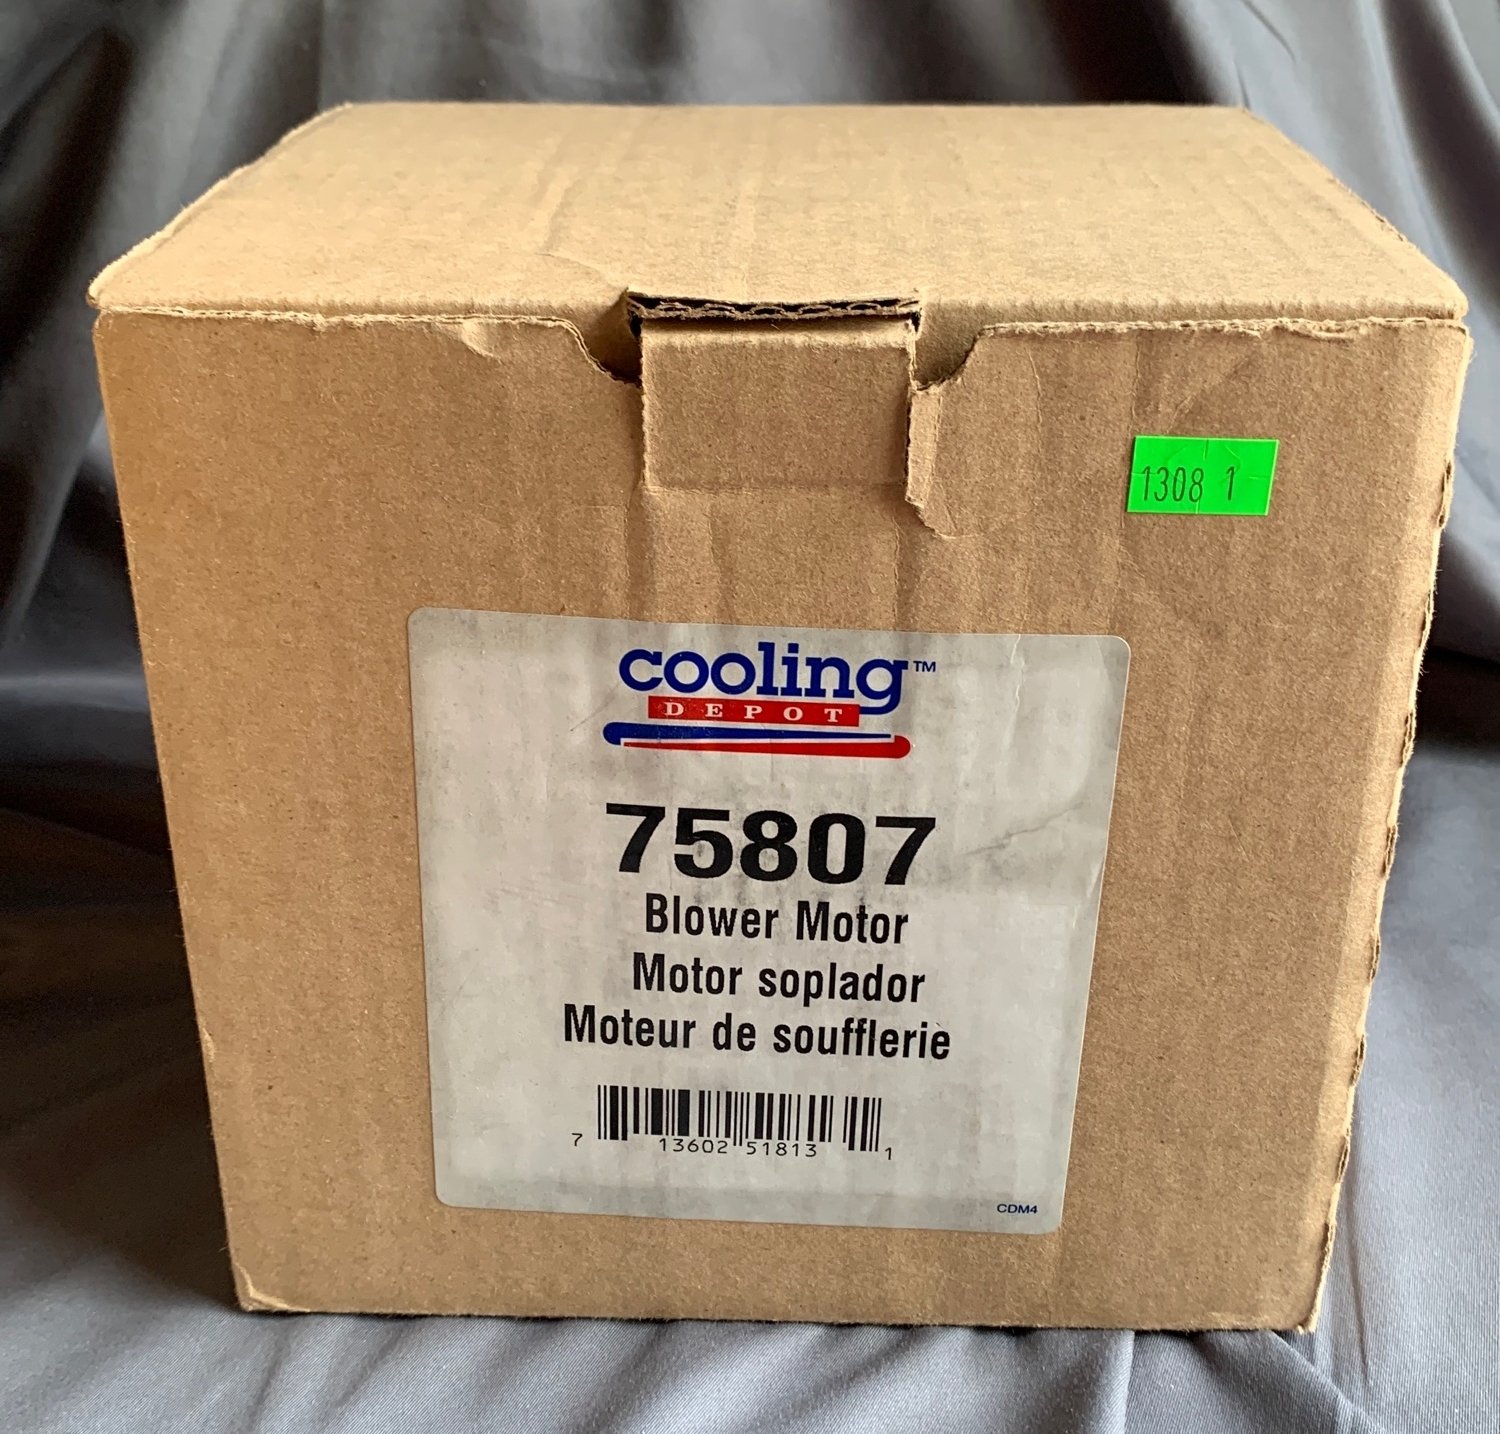 1308 1
cooling™
DEPOT
75807
Blower Motor
Motor soplador
Moteur de soufflerie
7 13602 51813 1
CDM4